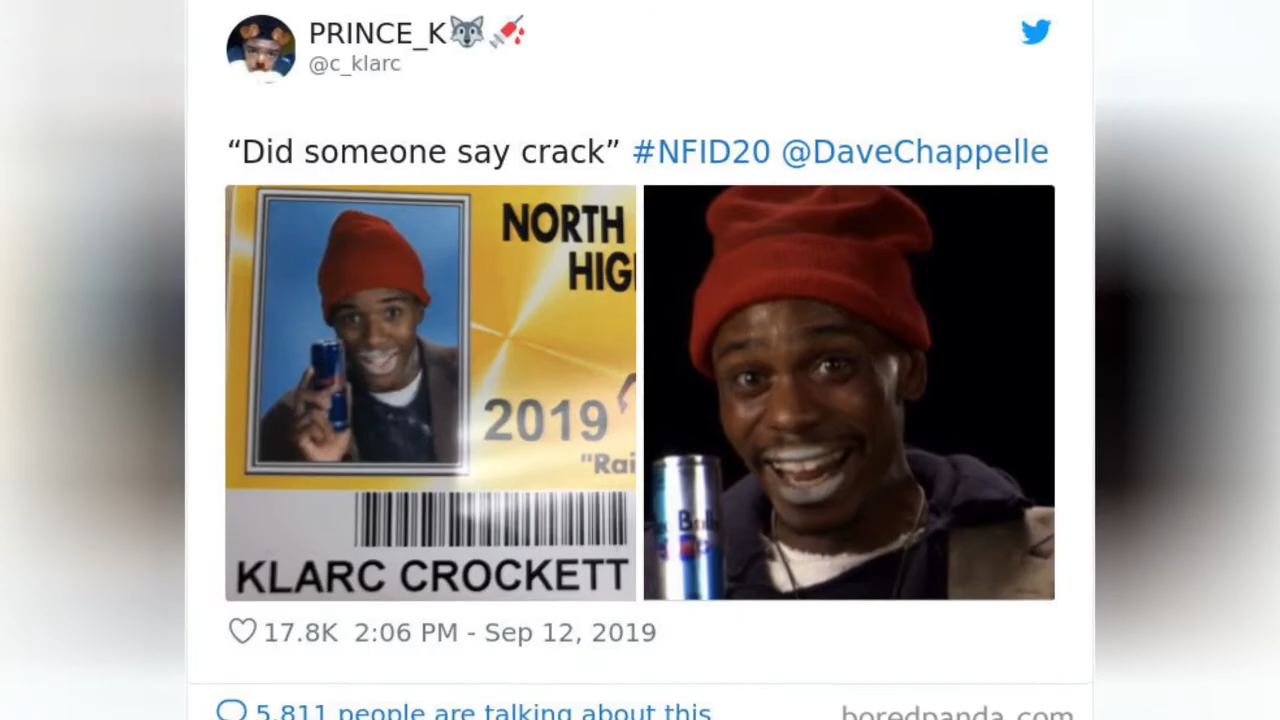 PRINCE_K
@c_klarc
“Did someone say crack” #NFID20 @DaveChappelle
NORTH
HIG
2019
"Rai
KLARC CROCKETT
Bull
17.8K 2:06 PM - Sep 12, 2019
5,811 people are talking about this
boredpanda.com